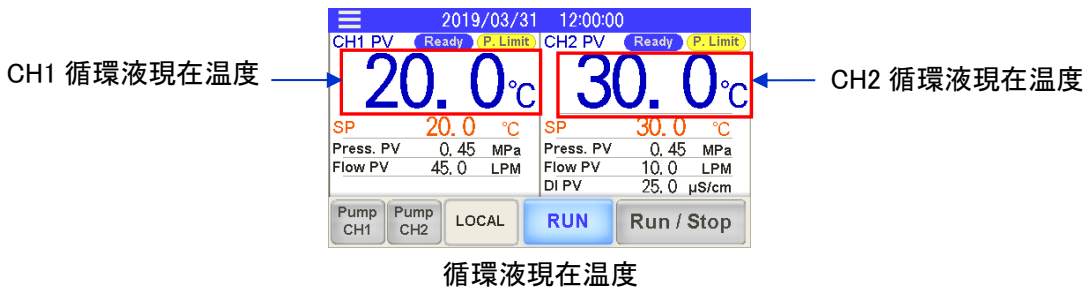 2019/03/31 12:00:00
CH1 PV Ready P. Limit CH2 PV Ready P. Limit
CH1 循環液現在温度 20.0℃ 30.0℃ CH2 循環液現在温度
SP 20.0 ℃ SP 30.0 ℃
Press. PV 0.45 MPa Press. PV 0.45 MPa
Flow PV 45.0 LPM Flow PV 10.0 LPM
DI PV 25.0 μS/cm
Pump CH1 Pump CH2 LOCAL RUN Run / Stop
循環液現在温度